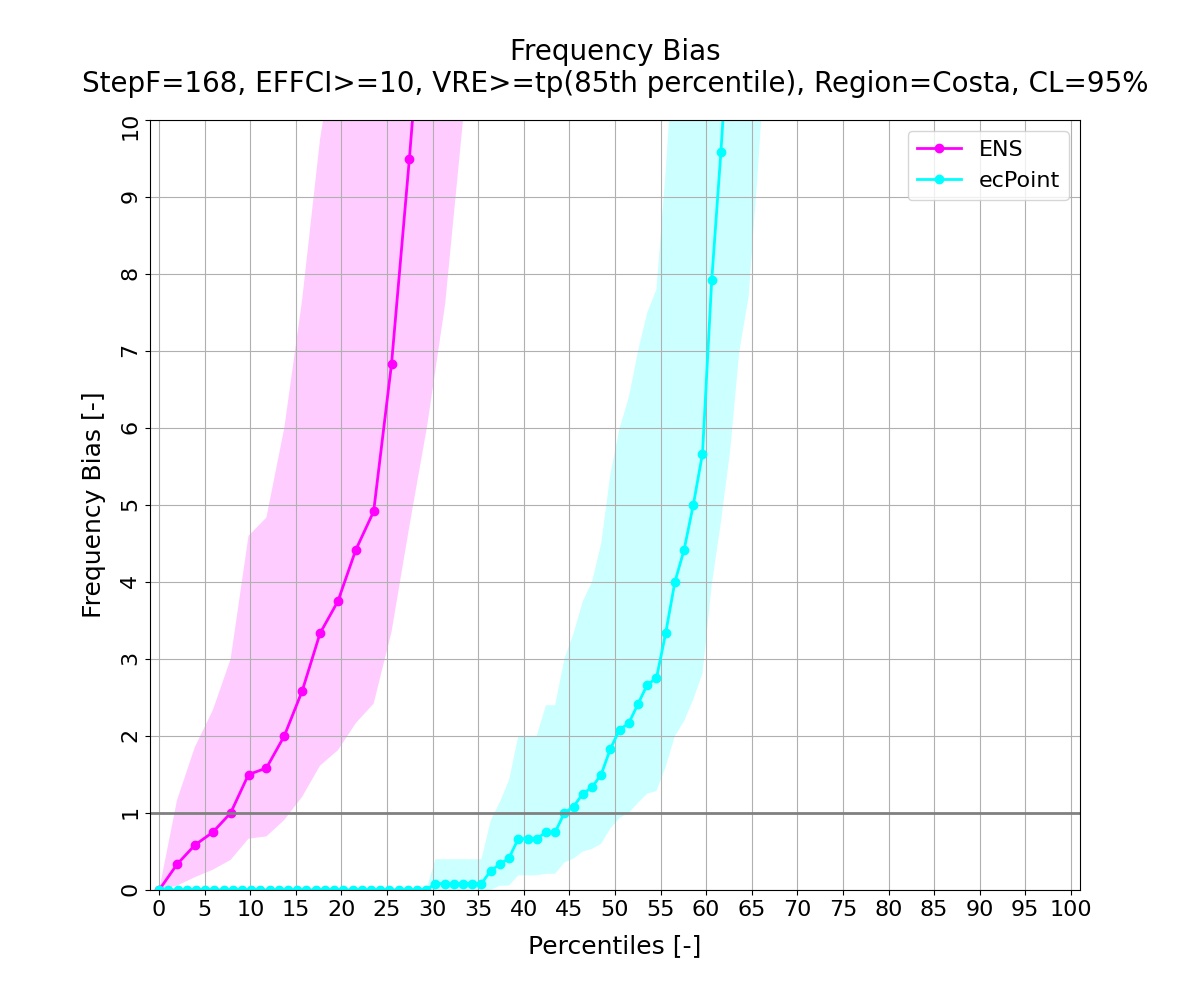 Frequency Bias
StepF=168, EFFCI>=10, VRE>=tp(85th percentile), Region=Costa, CL=95%
10
9
8
7
6
5
4
3
2
1
0
Frequency Bias [-]
ENS
ecPoint
0 5 10 15 20 25 30 35 40 45 50 55 60 65 70 75 80 85 90 95 100
Percentiles [-]